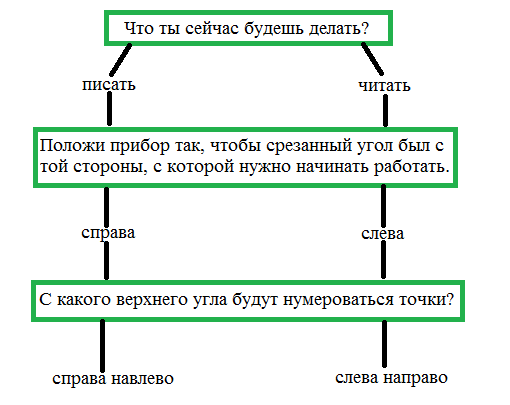 Что ты сейчас будешь делать?
писать
читать
Положи прибор так, чтобы срезанный угол был с
той стороны, с которой нужно начинать работать.
справа
слева
С какого верхнего угла будут нумероваться точки?
справа навлево
слева направо